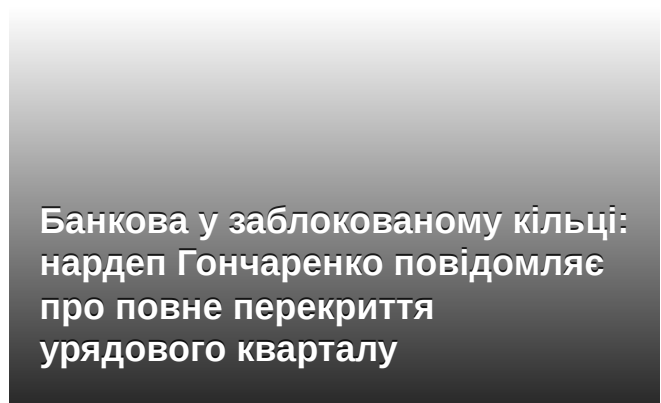 Банкова у заблокованому кільці:
нардеп Гончаренко повідомляє
про повне перекриття
урядового кварталу